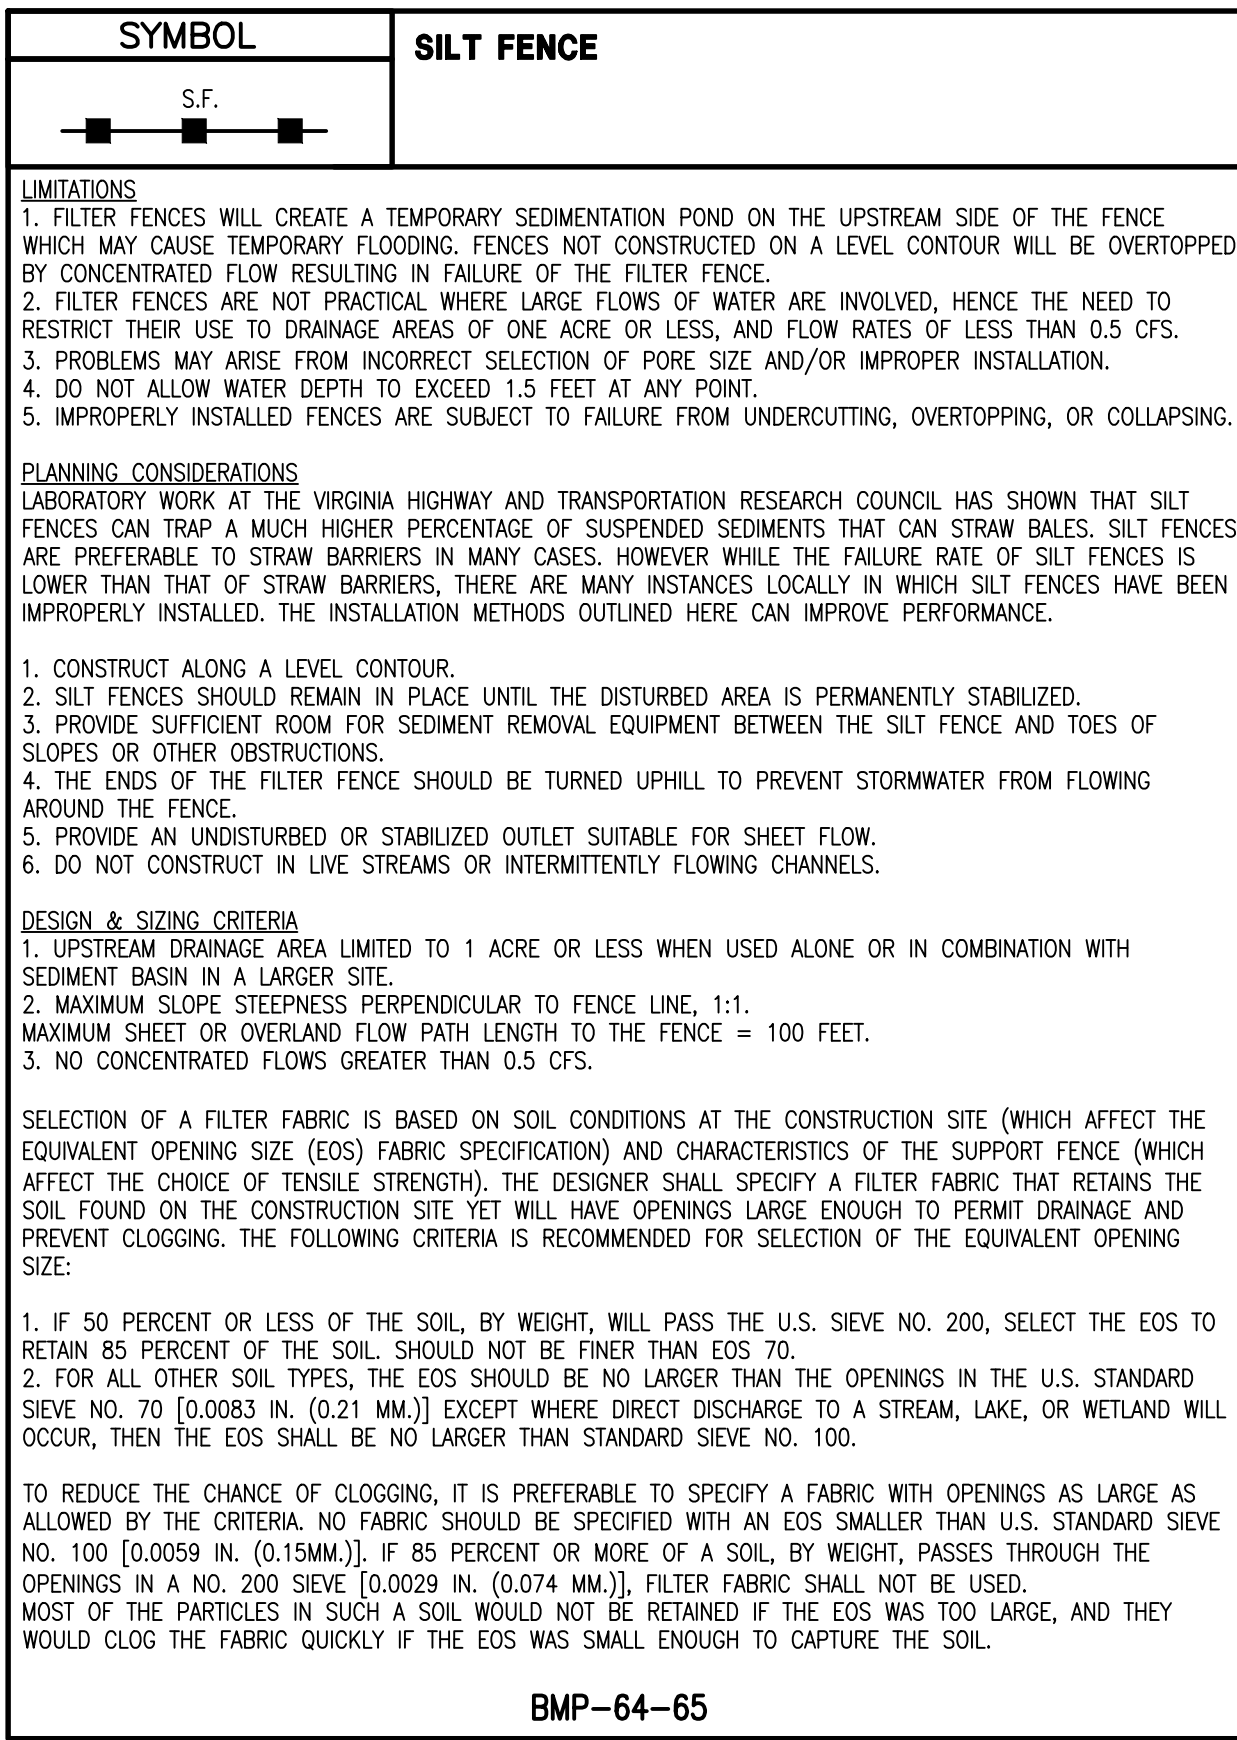 SYMBOL
SILT FENCE
S.F.
LIMITATIONS
1. FILTER FENCES WILL CREATE A TEMPORARY SEDIMENTATION POND ON THE UPSTREAM SIDE OF THE FENCE
WHICH MAY CAUSE TEMPORARY FLOODING. FENCES NOT CONSTRUCTED ON A LEVEL CONTOUR WILL BE OVERTOPPED
BY CONCENTRATED FLOW RESULTING IN FAILURE OF THE FILTER FENCE.
2. FILTER FENCES ARE NOT PRACTICAL WHERE LARGE FLOWS OF WATER ARE INVOLVED, HENCE THE NEED TO
RESTRICT THEIR USE TO DRAINAGE AREAS OF ONE ACRE OR LESS, AND FLOW RATES OF LESS THAN 0.5 CFS.
3. PROBLEMS MAY ARISE FROM INCORRECT SELECTION OF PORE SIZE AND/OR IMPROPER INSTALLATION.
4. DO NOT ALLOW WATER DEPTH TO EXCEED 1.5 FEET AT ANY POINT.
5. IMPROPERLY INSTALLED FENCES ARE SUBJECT TO FAILURE FROM UNDERCUTTING, OVERTOPPING, OR COLLAPSING.
PLANNING CONSIDERATIONS
LABORATORY WORK AT THE VIRGINIA HIGHWAY AND TRANSPORTATION RESEARCH COUNCIL HAS SHOWN THAT SILT
FENCES CAN TRAP A MUCH HIGHER PERCENTAGE OF SUSPENDED SEDIMENTS THAT CAN STRAW BALES. SILT FENCES
ARE PREFERABLE TO STRAW BARRIERS IN MANY CASES. HOWEVER WHILE THE FAILURE RATE OF SILT FENCES IS
LOWER THAN THAT OF STRAW BARRIERS, THERE ARE MANY INSTANCES LOCALLY IN WHICH SILT FENCES HAVE BEEN
IMPROPERLY INSTALLED. THE INSTALLATION METHODS OUTLINED HERE CAN IMPROVE PERFORMANCE.
1. CONSTRUCT ALONG A LEVEL CONTOUR.
2. SILT FENCES SHOULD REMAIN IN PLACE UNTIL THE DISTURBED AREA IS PERMANENTLY STABILIZED.
3. PROVIDE SUFFICIENT ROOM FOR SEDIMENT REMOVAL EQUIPMENT BETWEEN THE SILT FENCE AND TOES OF
SLOPES OR OTHER OBSTRUCTIONS.
4. THE ENDS OF THE FILTER FENCE SHOULD BE TURNED UPHILL TO PREVENT STORMWATER FROM FLOWING
AROUND THE FENCE.
5. PROVIDE AN UNDISTURBED OR STABILIZED OUTLET SUITABLE FOR SHEET FLOW.
6. DO NOT CONSTRUCT IN LIVE STREAMS OR INTERMITTENTLY FLOWING CHANNELS.
DESIGN & SIZING CRITERIA
1. UPSTREAM DRAINAGE AREA LIMITED TO 1 ACRE OR LESS WHEN USED ALONE OR IN COMBINATION WITH
SEDIMENT BASIN IN A LARGER SITE.
2. MAXIMUM SLOPE STEEPNESS PERPENDICULAR TO FENCE LINE, 1:1.
MAXIMUM SHEET OR OVERLAND FLOW PATH LENGTH TO THE FENCE = 100 FEET.
3. NO CONCENTRATED FLOWS GREATER THAN 0.5 CFS.
SELECTION OF A FILTER FABRIC IS BASED ON SOIL CONDITIONS AT THE CONSTRUCTION SITE (WHICH AFFECT THE
EQUIVALENT OPENING SIZE (EOS) FABRIC SPECIFICATION) AND CHARACTERISTICS OF THE SUPPORT FENCE (WHICH
AFFECT THE CHOICE OF TENSILE STRENGTH). THE DESIGNER SHALL SPECIFY A FILTER FABRIC THAT RETAINS THE
SOIL FOUND ON THE CONSTRUCTION SITE YET WILL HAVE OPENINGS LARGE ENOUGH TO PERMIT DRAINAGE AND
PREVENT CLOGGING. THE FOLLOWING CRITERIA IS RECOMMENDED FOR SELECTION OF THE EQUIVALENT OPENING
SIZE:
1. IF 50 PERCENT OR LESS OF THE SOIL, BY WEIGHT, WILL PASS THE U.S. SIEVE NO. 200, SELECT THE EOS TO
RETAIN 85 PERCENT OF THE SOIL. SHOULD NOT BE FINER THAN EOS 70.
2. FOR ALL OTHER SOIL TYPES, THE EOS SHOULD BE NO LARGER THAN THE OPENINGS IN THE U.S. STANDARD
SIEVE NO. 70 [0.0083 IN. (0.21 MM.)] EXCEPT WHERE DIRECT DISCHARGE TO A STREAM, LAKE, OR WETLAND WILL
OCCUR, THEN THE EOS SHALL BE NO LARGER THAN STANDARD SIEVE NO. 100.
TO REDUCE THE CHANCE OF CLOGGING, IT IS PREFERABLE TO SPECIFY A FABRIC WITH OPENINGS AS LARGE AS
ALLOWED BY THE CRITERIA. NO FABRIC SHOULD BE SPECIFIED WITH AN EOS SMALLER THAN U.S. STANDARD SIEVE
NO. 100 [0.0059 IN. (0.15MM.)]. IF 85 PERCENT OR MORE OF A SOIL, BY WEIGHT, PASSES THROUGH THE
OPENINGS IN A NO. 200 SIEVE [0.0029 IN. (0.074 MM.)], FILTER FABRIC SHALL NOT BE USED.
MOST OF THE PARTICLES IN SUCH A SOIL WOULD NOT BE RETAINED IF THE EOS WAS TOO LARGE, AND THEY
WOULD CLOG THE FABRIC QUICKLY IF THE EOS WAS SMALL ENOUGH TO CAPTURE THE SOIL.
BMP-64-65